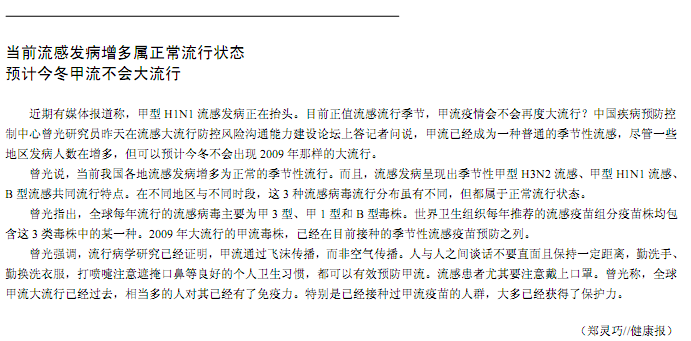 当前流感发病增多属正常流行状态
预计今冬甲流不会大流行
近期有媒体报道称，甲型 H1N1 流感发病正在抬头。目前正值流感流行季节，甲流疫情会不会再度大流行？中国疾病预防控
制中心曾光研究员昨天在流感大流行防控风险沟通能力建设论坛上答记者问说，甲流已经成为一种普通的季节性流感，尽管一些
地区发病人数在增多，但可以预计今冬不会出现 2009 年那样的大流行。
曾光说，当前我国各地流感发病增多为正常的季节性流行。而且，流感发病呈现出季节性甲型 H3N2 流感、甲型 H1N1 流感、
B 型流感共同流行特点。在不同地区与不同时段，这 3 种流感病毒流行分布虽有不同，但都属于正常流行状态。
曾光指出，全球每年流行的流感病毒主要为甲 3 型、甲 1 型和 B 型毒株。世界卫生组织每年推荐的流感疫苗组分疫苗株均包
含这 3 类毒株中的某一种。2009 年大流行的甲流毒株，已经在目前接种的季节性流感疫苗预防之列。
曾光强调，流行病学研究已经证明，甲流通过飞沫传播，而非空气传播。人与人之间谈话不要直面且保持一定距离，勤洗手、
勤换洗衣服，打喷嚏注意遮掩口鼻等良好的个人卫生习惯，都可以有效预防甲流。流感患者尤其要注意戴上口罩。曾光称，全球
甲流大流行已经过去，相当多的人对其已经有了免疫力。特别是已经接种过甲流疫苗的人群，大多已经获得了保护力。
（郑灵巧//健康报）